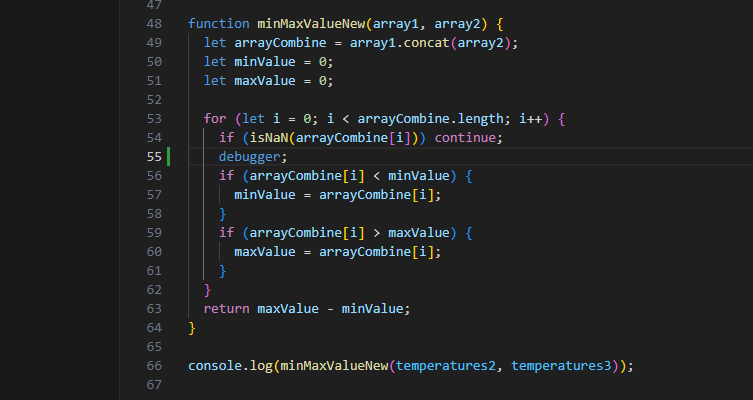 47
48 function minMaxValueNew(array1, array2) {
49   let arrayCombine = array1.concat(array2);
50   let minValue = 0;
51   let maxValue = 0;
52
53   for (let i = 0; i < arrayCombine.length; i++) {
54     if (isNaN(arrayCombine[i])) continue;
55     debugger;
56     if (arrayCombine[i] < minValue) {
57       minValue = arrayCombine[i];
58     }
59     if (arrayCombine[i] > maxValue) {
60       maxValue = arrayCombine[i];
61     }
62   }
63   return maxValue - minValue;
64 }
65
66 console.log(minMaxValueNew(temperatures2, temperatures3));
67